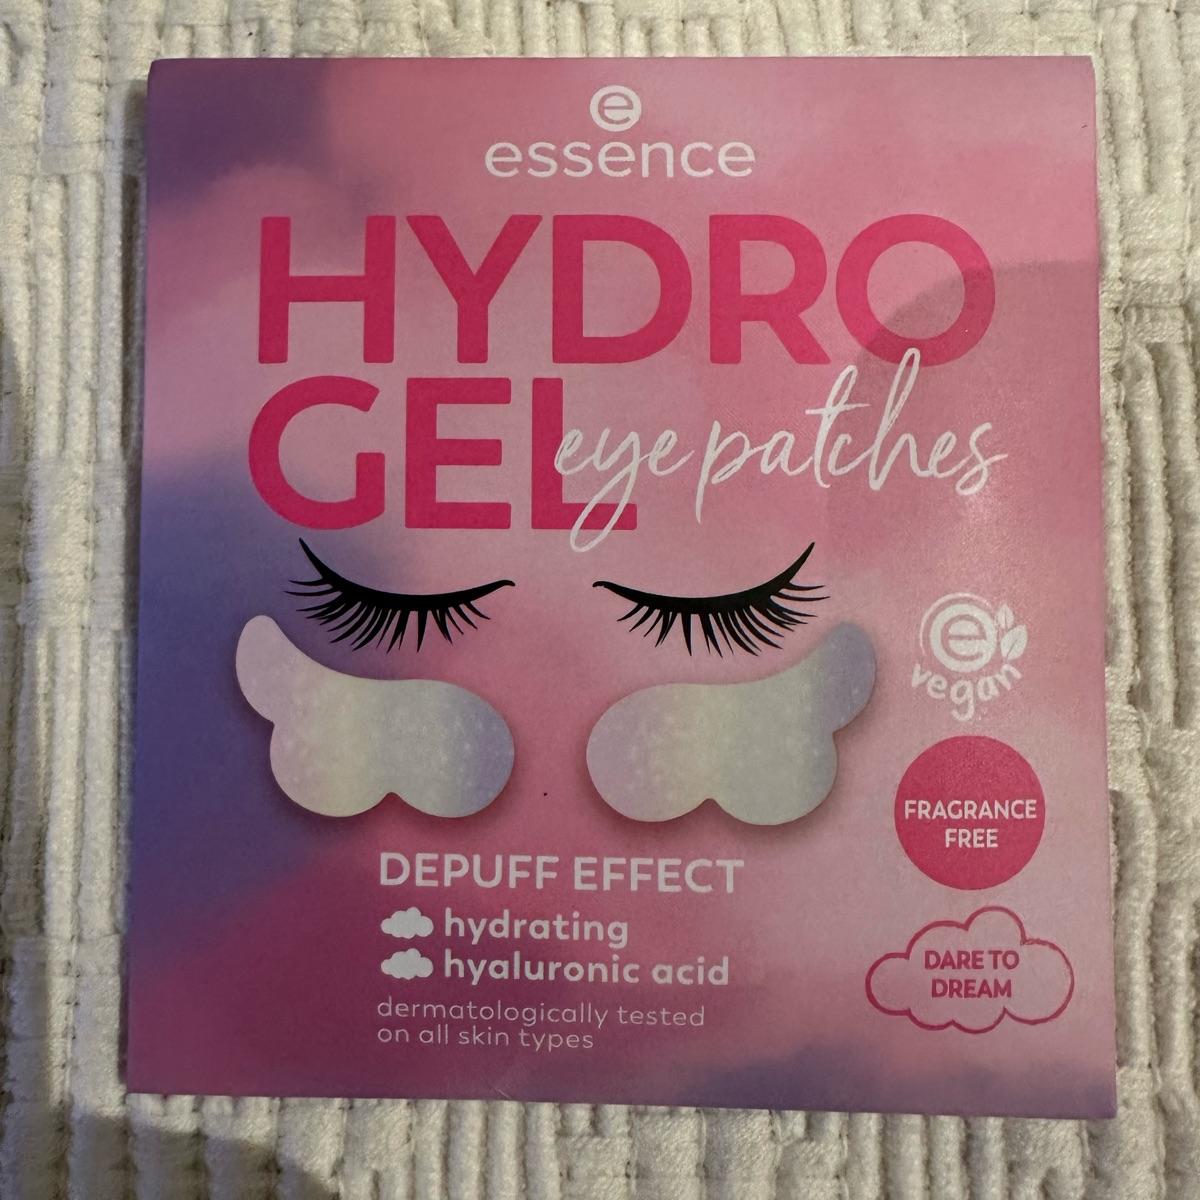 e
essence
HYDRO
GEL eye patches
e
vegan
FRAGRANCE
FREE
DEPUFF EFFECT
hydrating
hyaluronic acid
dermatologically tested
on all skin types
DARE TO
DREAM